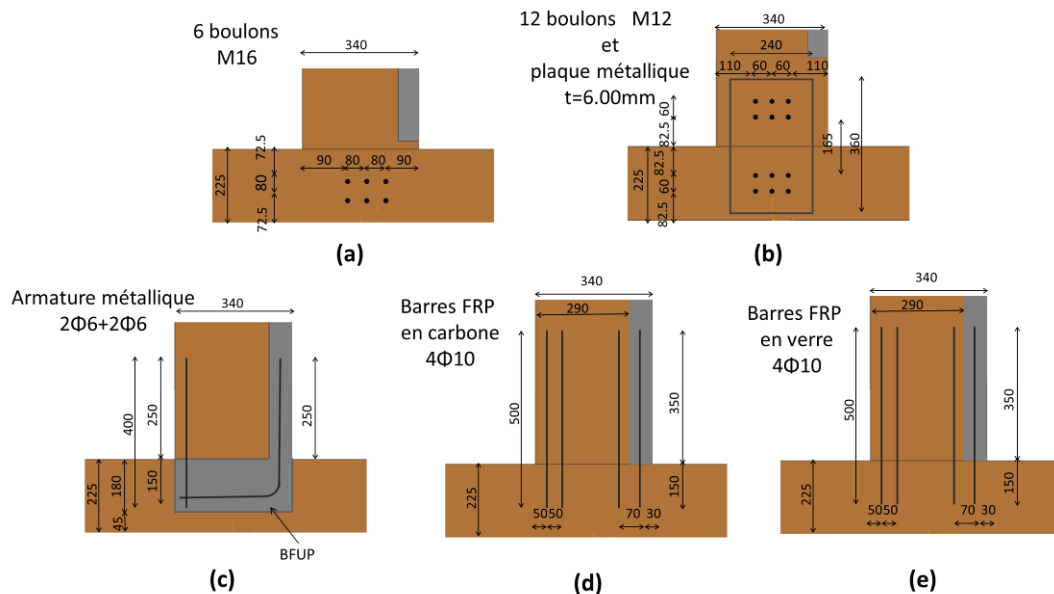 6 boulons
M16
340
72.5
90
80
80
90
225
80
72.5
(a)
12 boulons M12
et
plaque métallique
t=6.00mm
340
240
110
60
60
110
60
82.5
165
360
225
82.5
60
82.5
(b)
Armature métallique
2Φ6+2Φ6
340
400
250
250
225
180
150
45
BFUP
(c)
Barres FRP
en carbone
4Φ10
340
290
500
350
225
150
50
50
70
30
(d)
Barres FRP
en verre
4Φ10
340
290
500
350
225
150
50
50
70
30
(e)